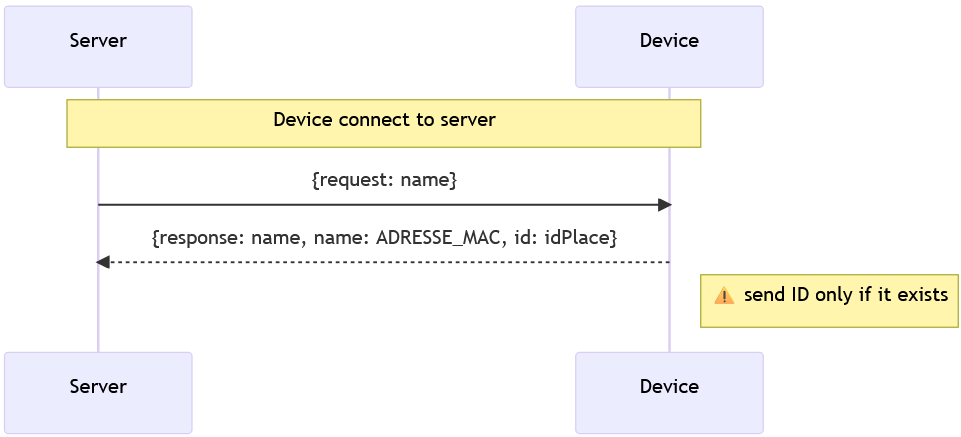 Server Device
Device connect to server
{request: name}
{response: name, name: ADRESSE_MAC, id: idPlace}
⚠ send ID only if it exists
Server Device